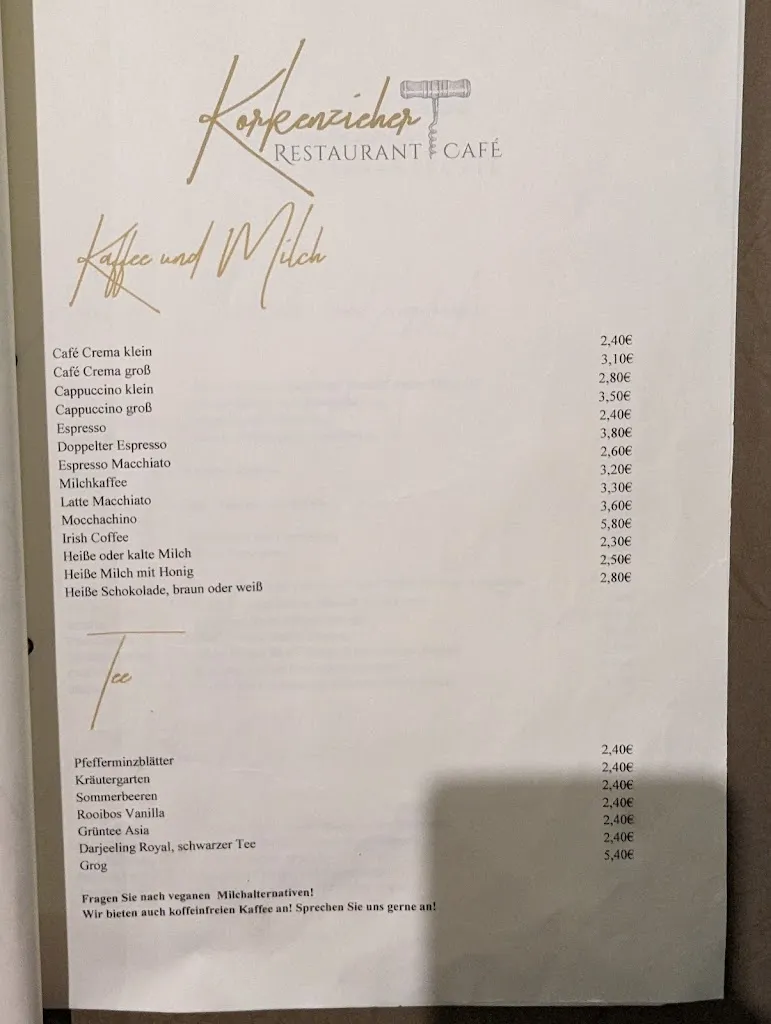 Korkenzieher
RESTAURANT CAFÉ
Kaffee und Milch
Café Crema klein 2,40€
Café Crema groß 3,10€
Cappuccino klein 2,80€
Cappuccino groß 3,50€
Espresso 2,40€
Doppelter Espresso 3,80€
Espresso Macchiato 2,60€
Milchkaffee 3,20€
Latte Macchiato 3,30€
Mocchachino 3,60€
Irish Coffee 5,80€
Heiße oder kalte Milch 2,30€
Heiße Milch mit Honig 2,50€
Heiße Schokolade, braun oder weiß 2,80€
Tee
Pfefferminzblätter 2,40€
Kräutergarten 2,40€
Sommerbeeren 2,40€
Rooibos Vanilla 2,40€
Grüntee Asia 2,40€
Darjeeling Royal, schwarzer Tee 2,40€
Grog 5,40€
Fragen Sie nach veganen Milchalternativen!
Wir bieten auch koffeinfreien Kaffee an! Sprechen Sie uns gerne an!